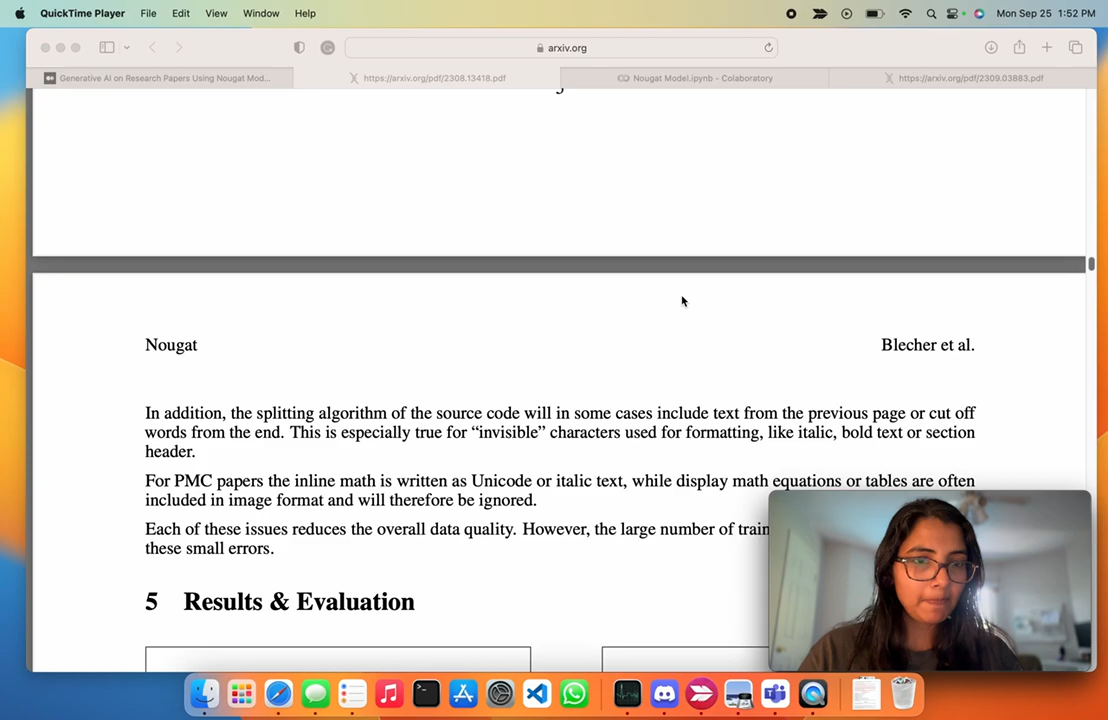 QuickTime Player File Edit View Window Help Mon Sep 25 1:52 PM
arxiv.org
Generative AI on Research Papers Using Nougat Mod... https://arxiv.org/pdf/2308.13418.pdf Nougat Model.ipynb - Colaboratory https://arxiv.org/pdf/2309.03883.pdf
Nougat Blecher et al.
In addition, the splitting algorithm of the source code will in some cases include text from the previous page or cut off
words from the end. This is especially true for “invisible” characters used for formatting, like italic, bold text or section
header.
For PMC papers the inline math is written as Unicode or italic text, while display math equations or tables are often
included in image format and will therefore be ignored.
Each of these issues reduces the overall data quality. However, the large number of train
these small errors.
5 Results & Evaluation